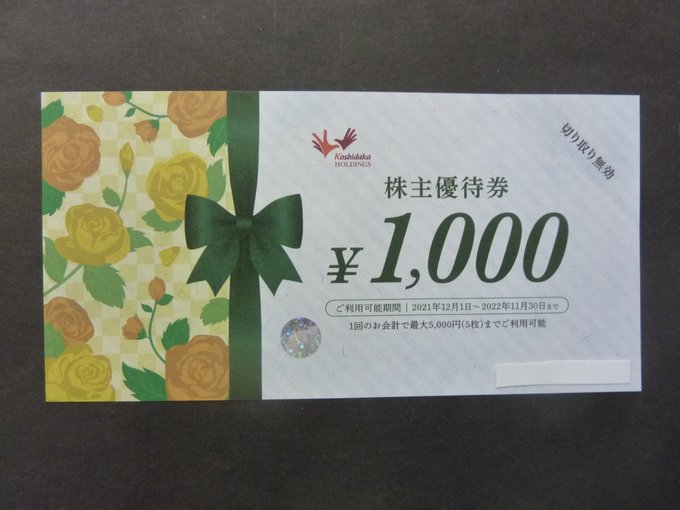 Koshidaka
HOLDINGS
切り取り無効
株主優待券
¥1,000
ご利用可能期間 | 2021年12月1日〜2022年11月30日まで
1回のお会計で最大5,000円(5枚)までご利用可能